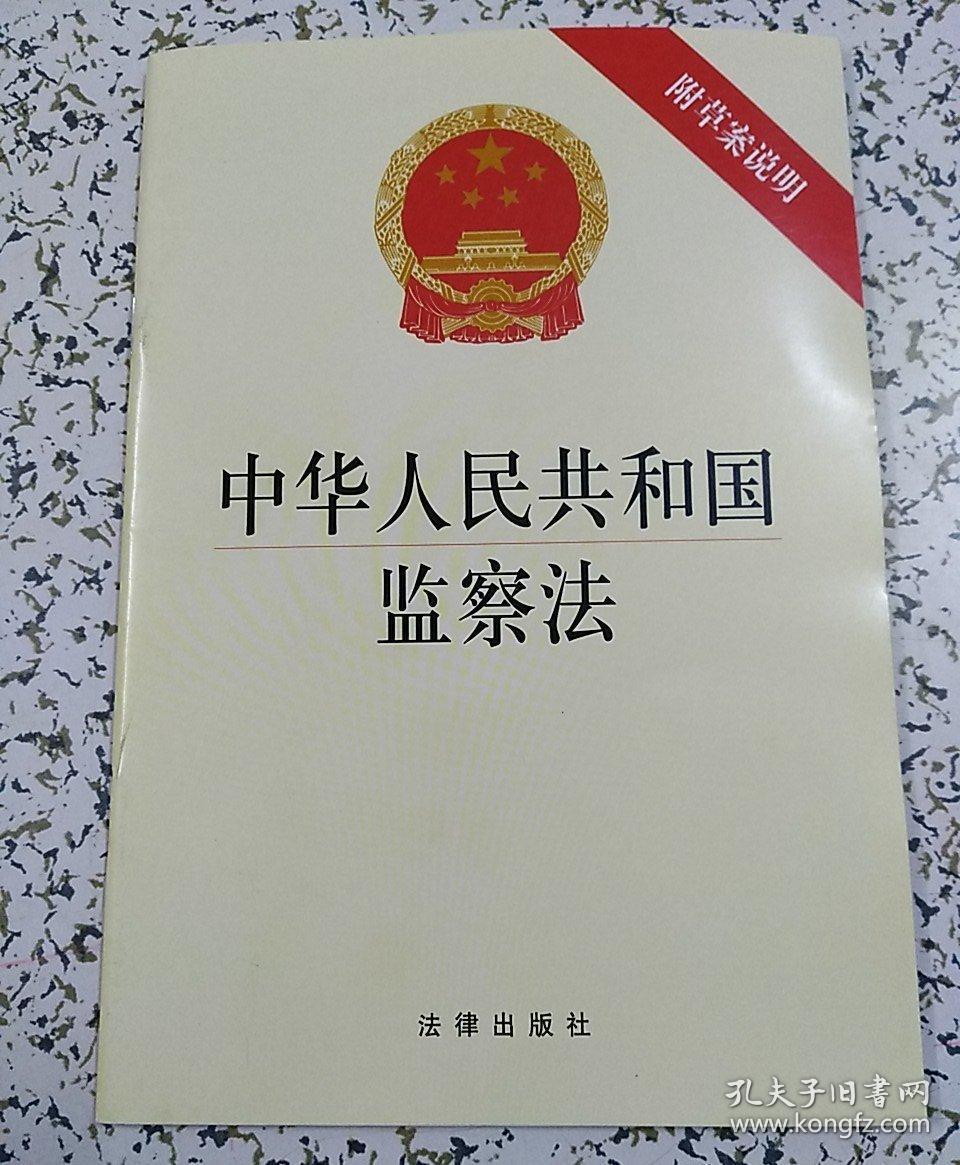 附草案说明
中华人民共和国
监察法
法律出版社
孔夫子旧书网
www.kongfz.com